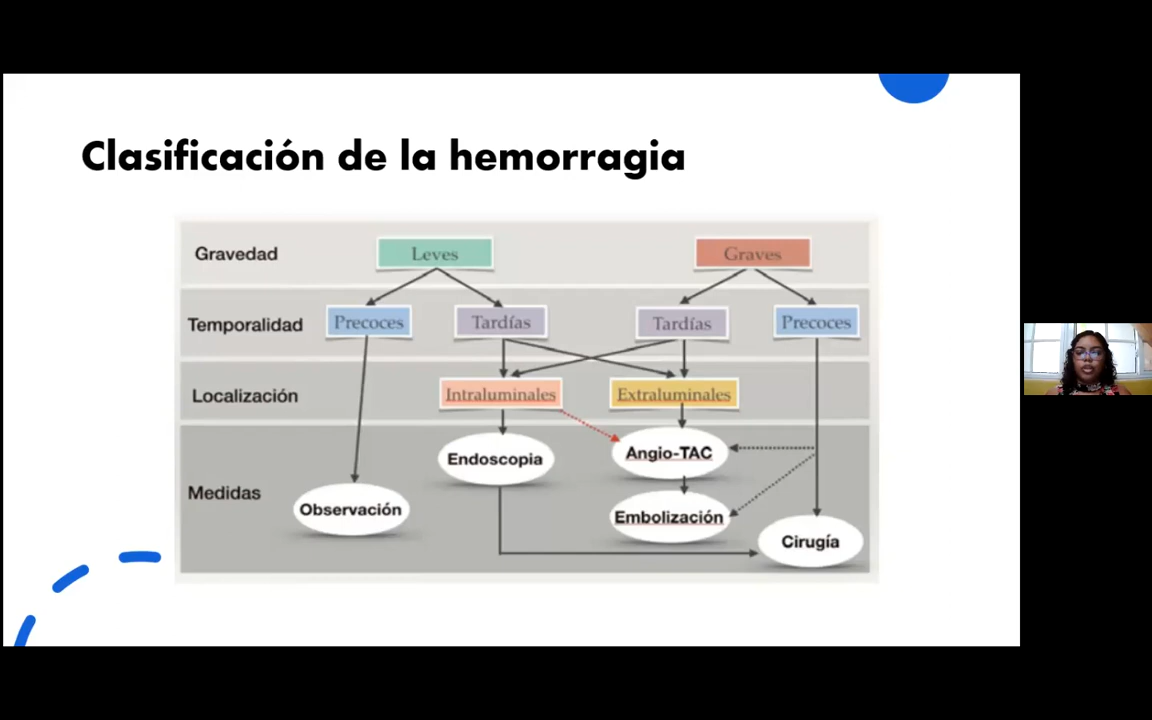 Clasificación de la hemorragia
Gravedad
Leves
Graves
Temporalidad
Precoces
Tardías
Tardías
Precoces
Localización
Intraluminales
Extraluminales
Medidas
Endoscopia
Angio-TAC
Observación
Embolización
Cirugía